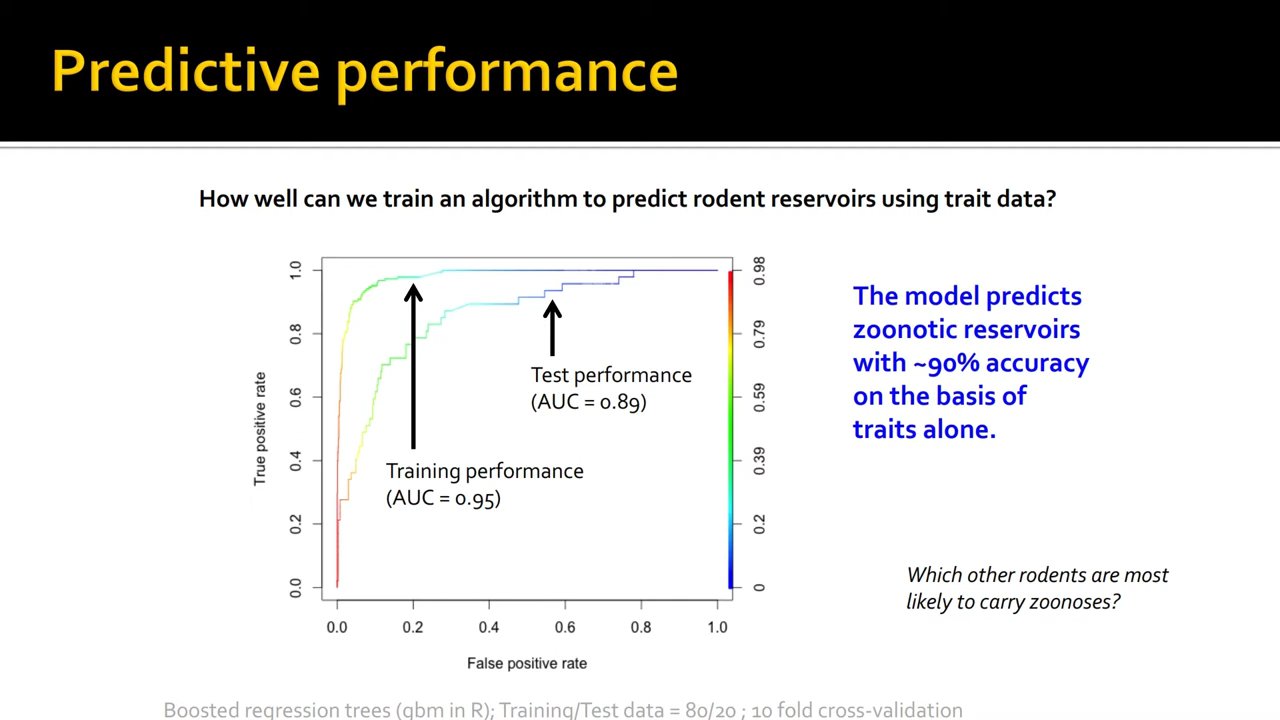 Predictive performance
How well can we train an algorithm to predict rodent reservoirs using trait data?
1.0
0.8
0.6
0.4
0.2
0.0
True positive rate
0.0 0.2 0.4 0.6 0.8 1.0
False positive rate
0.98
0.79
0.59
0.39
0.2
0
Test performance
(AUC = 0.89)
Training performance
(AUC = 0.95)
The model predicts
zoonotic reservoirs
with ~90% accuracy
on the basis of
traits alone.
Which other rodents are most
likely to carry zoonoses?
Boosted regression trees (gbm in R); Training/Test data = 80/20 ; 10 fold cross-validation